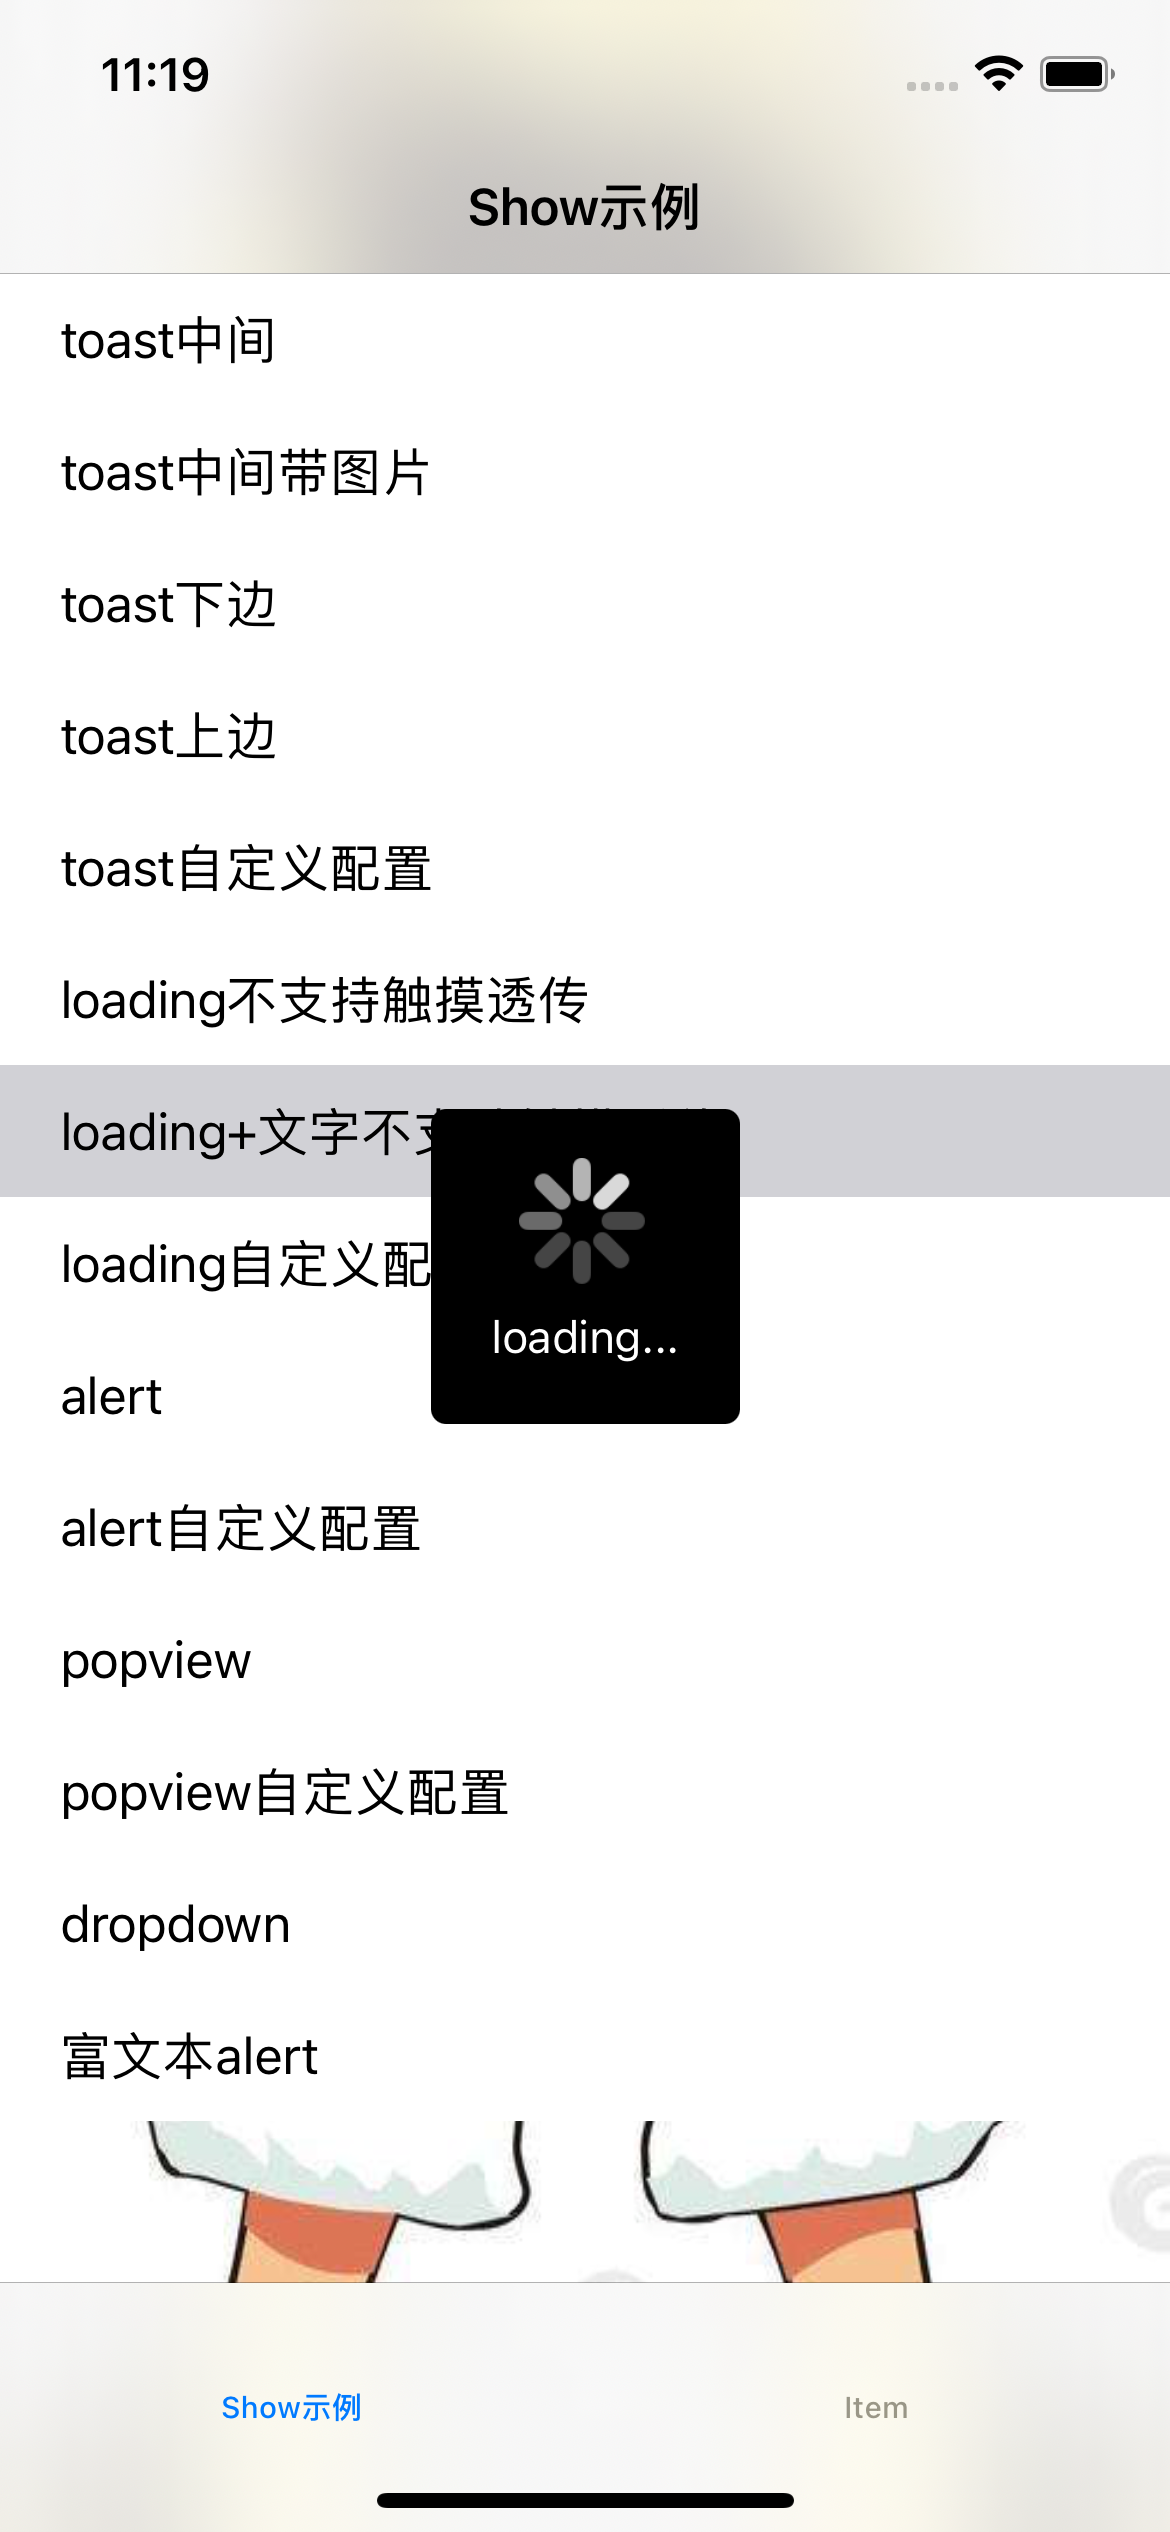 11:19
Show示例
toast中间
toast中间带图片
toast下边
toast上边
toast自定义配置
loading不支持触摸透传
loading+文字不支
loading自定义配
loading...
alert
alert自定义配置
popview
popview自定义配置
dropdown
富文本alert
Show示例
Item